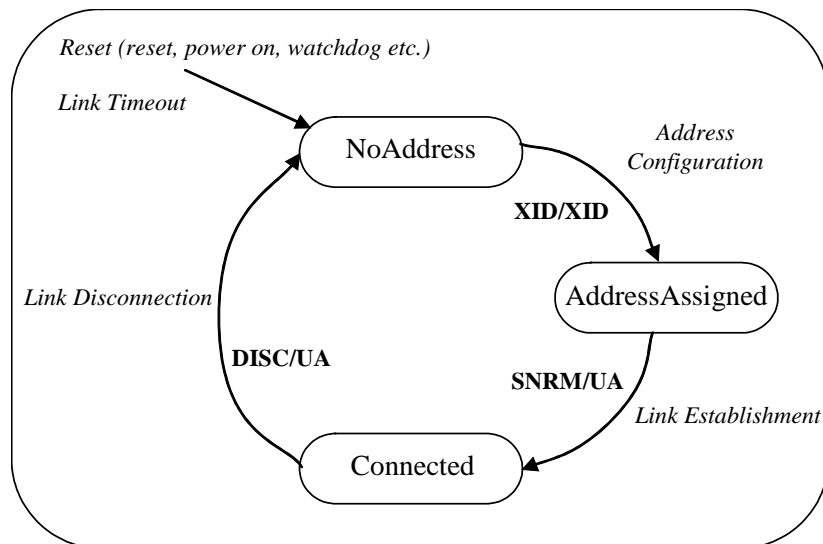 Reset (reset, power on, watchdog etc.)
Link Timeout
NoAddress
Address
Configuration
XID/XID
AddressAssigned
Link Disconnection
DISC/UA
SNRM/UA
Link Establishment
Connected